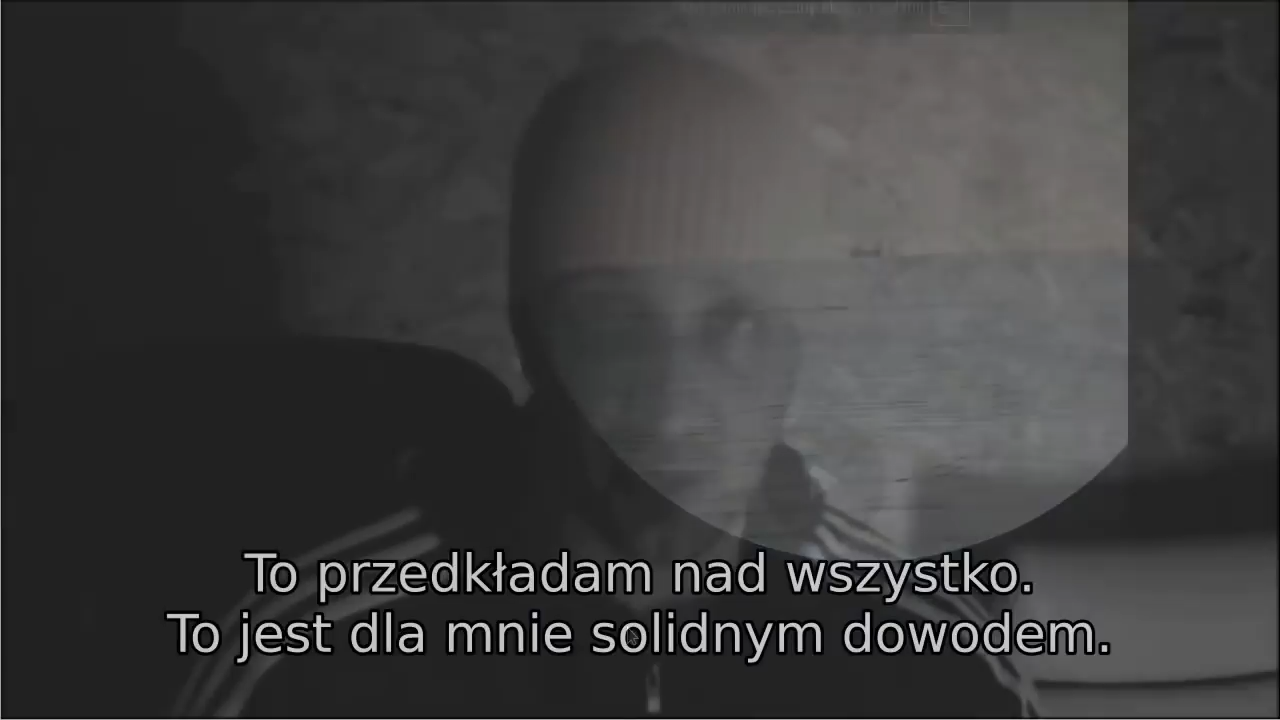 To przedkładam nad wszystko.
To jest dla mnie solidnym dowodem.